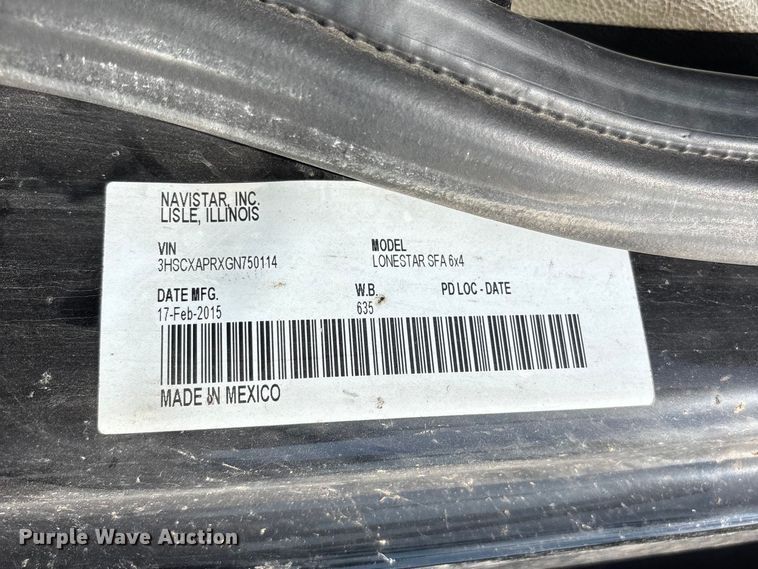 NAVISTAR, INC.
LISLE, ILLINOIS
VIN MODEL
3HSCXAPRXGN750114 LONESTAR SFA 6x4
DATE MFG. W.B. PD LOC - DATE
17-Feb-2015 635
MADE IN MEXICO
Purple Wave Auction